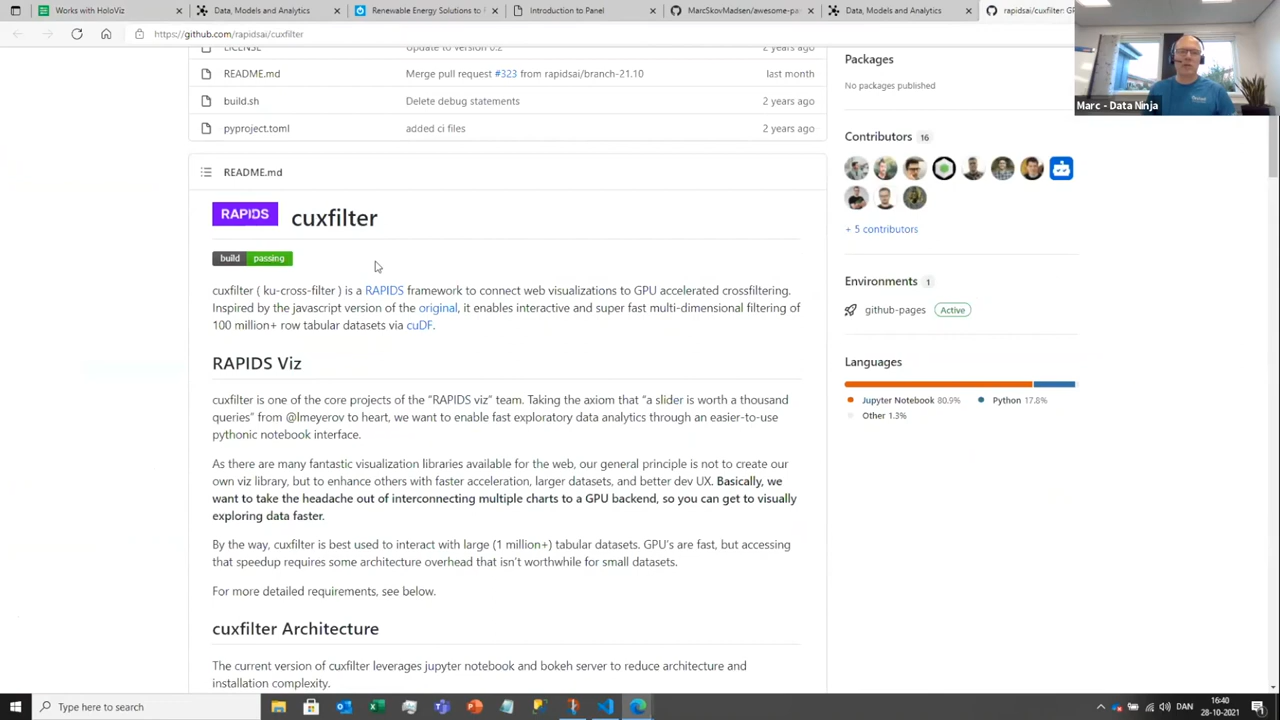 Works with HoloViz
Data, Models and Analytics
Renewable Energy Solutions to
Introduction to Panel
MarcSkovMadsen/awesome-pa
Data, Models and Analytics
rapidsai/cuxfilter: GP
https://github.com/rapidsai/cuxfilter
LICENSE
Update to version 0.2
2 years ago
README.md
Merge pull request #323 from rapidsai/branch-21.10
last month
build.sh
Delete debug statements
2 years ago
pyproject.toml
added ci files
2 years ago
README.md
RAPIDS
cuxfilter
build passing
cuxfilter ( ku-cross-filter ) is a RAPIDS framework to connect web visualizations to GPU accelerated crossfiltering.
Inspired by the javascript version of the original, it enables interactive and super fast multi-dimensional filtering of
100 million+ row tabular datasets via cuDF.
RAPIDS Viz
cuxfilter is one of the core projects of the “RAPIDS viz” team. Taking the axiom that “a slider is worth a thousand
queries” from @lmeyerov to heart, we want to enable fast exploratory data analytics through an easier-to-use
pythonic notebook interface.
As there are many fantastic visualization libraries available for the web, our general principle is not to create our
own viz library, but to enhance others with faster acceleration, larger datasets, and better dev UX. Basically, we
want to take the headache out of interconnecting multiple charts to a GPU backend, so you can get to visually
exploring data faster.
By the way, cuxfilter is best used to interact with large (1 million+) tabular datasets. GPU's are fast, but accessing
that speedup requires some architecture overhead that isn't worthwhile for small datasets.
For more detailed requirements, see below.
cuxfilter Architecture
The current version of cuxfilter leverages jupyter notebook and bokeh server to reduce architecture and
installation complexity.
Packages
No packages published
Contributors 16
+ 5 contributors
Environments 1
github-pages Active
Languages
Jupyter Notebook 80.9%
Python 17.8%
Other 1.3%
Marc - Data Ninja
Type here to search
DAN
16:40
28-10-2021